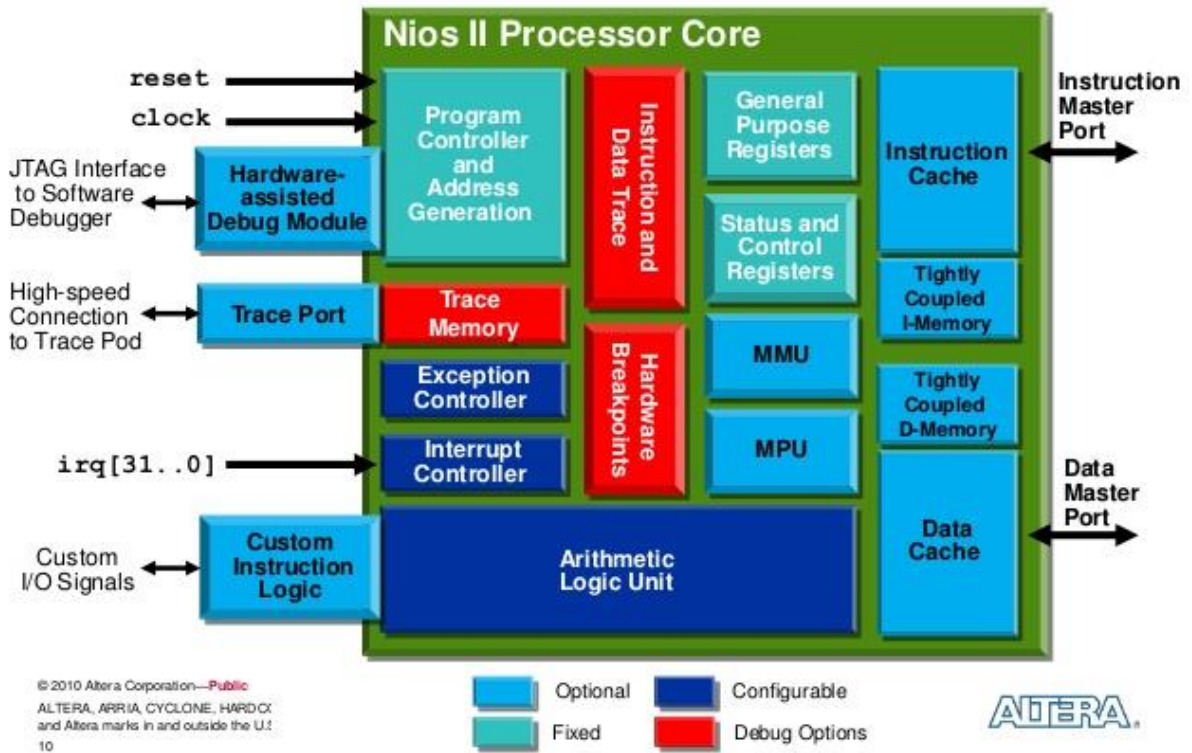 Nios II Processor Core
reset
clock
JTAG Interface
to Software
Debugger
Hardware-
assisted
Debug Module
High-speed
Connection
to Trace Pod
Trace Port
irq[31..0]
Custom
I/O Signals
Custom
Instruction
Logic
Program
Controller
and
Address
Generation
Trace
Memory
Exception
Controller
Interrupt
Controller
Arithmetic
Logic Unit
Instruction and
Data Trace
Hardware
Breakpoints
General
Purpose
Registers
Status and
Control
Registers
MMU
MPU
Instruction
Cache
Tightly
Coupled
I-Memory
Tightly
Coupled
D-Memory
Data
Cache
Instruction
Master
Port
Data
Master
Port
© 2010 Altera Corporation—Public
ALTERA, ARRIA, CYCLONE, HARDCO
and Altera marks in and outside the U.S
10
Optional
Configurable
Fixed
Debug Options
ALTERA®